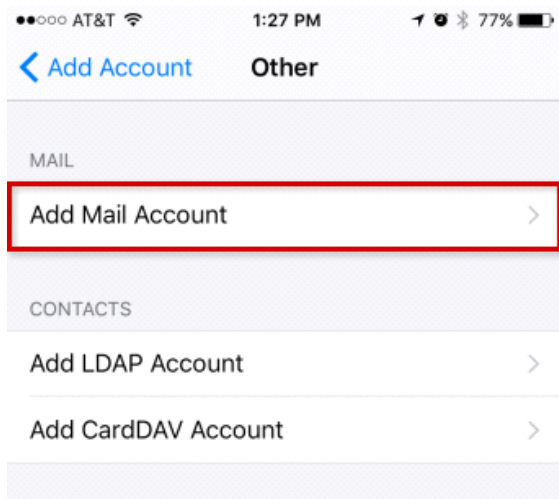 AT&T 1:27 PM 77%
Add Account Other
MAIL
Add Mail Account
CONTACTS
Add LDAP Account
Add CardDAV Account